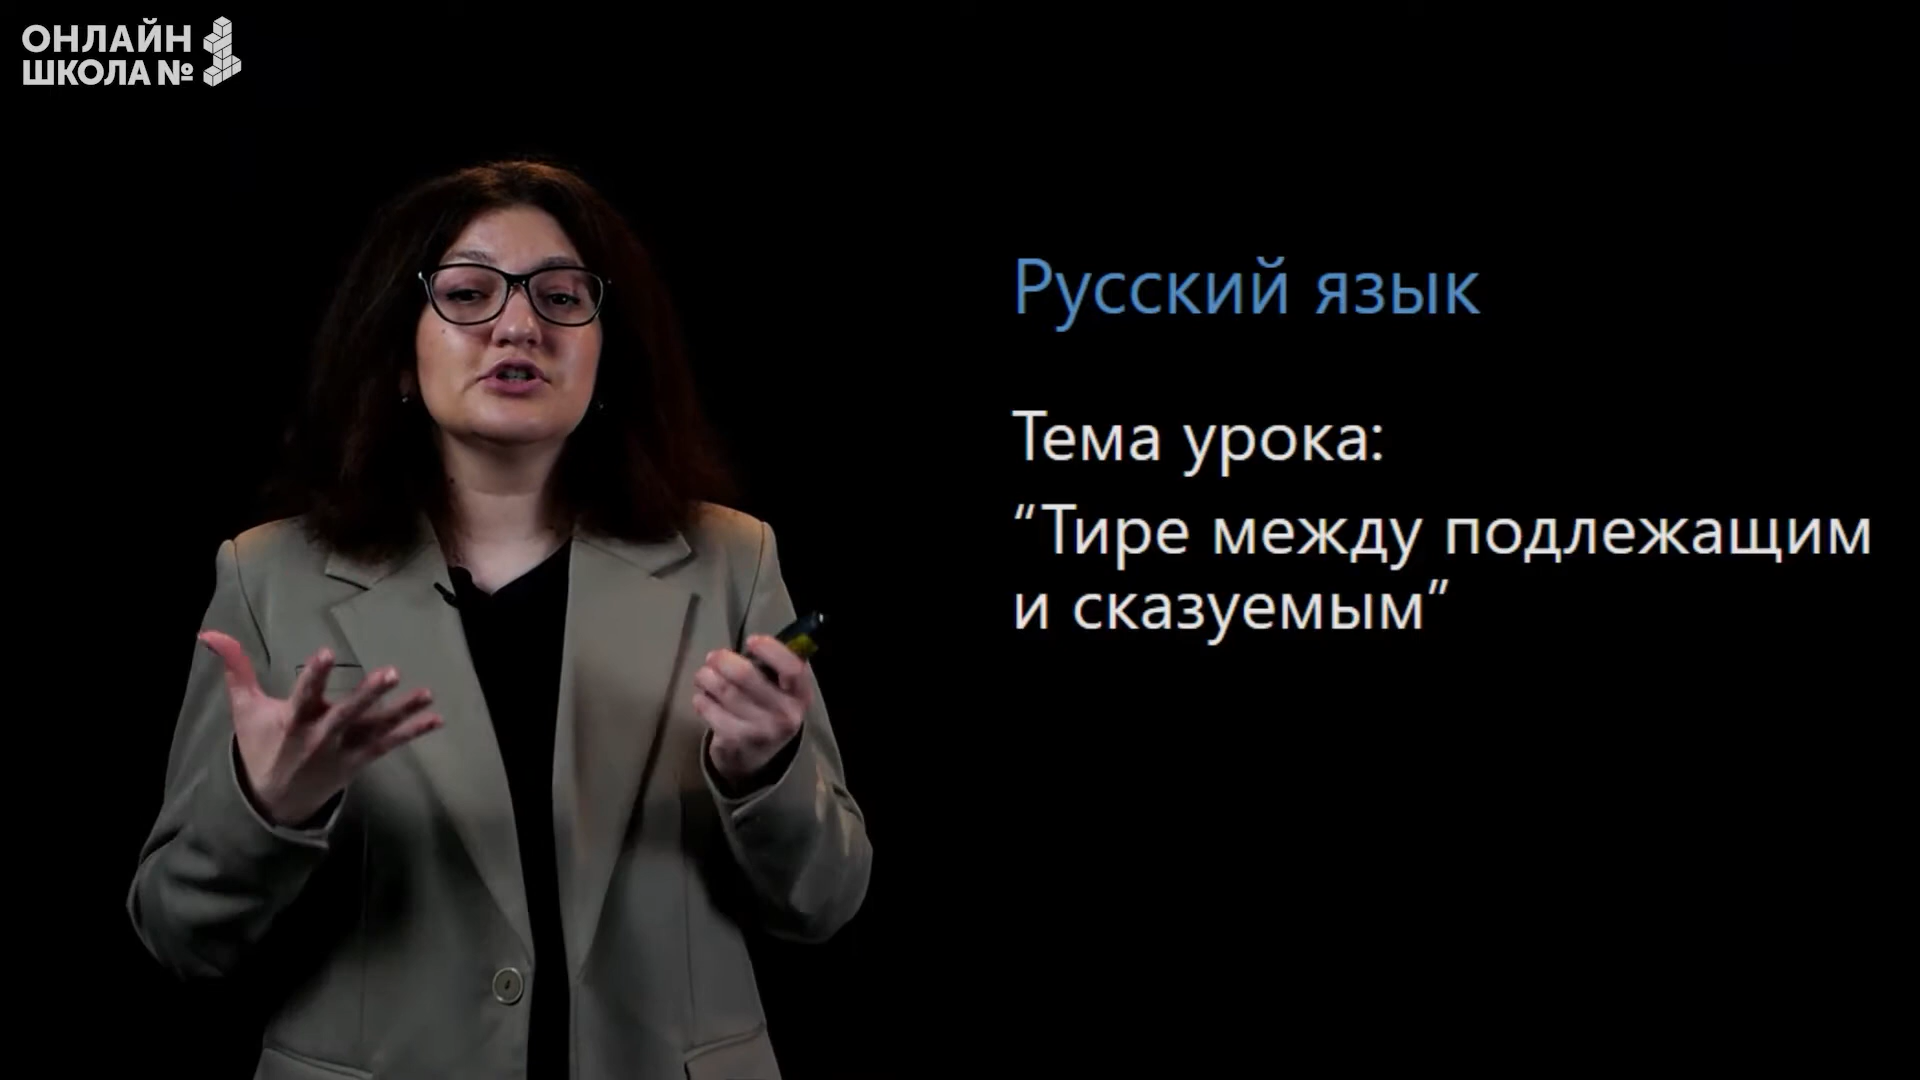 ОНЛАЙН
ШКОЛА №
Русский язык
Тема урока:
“Тире между подлежащим
и сказуемым”